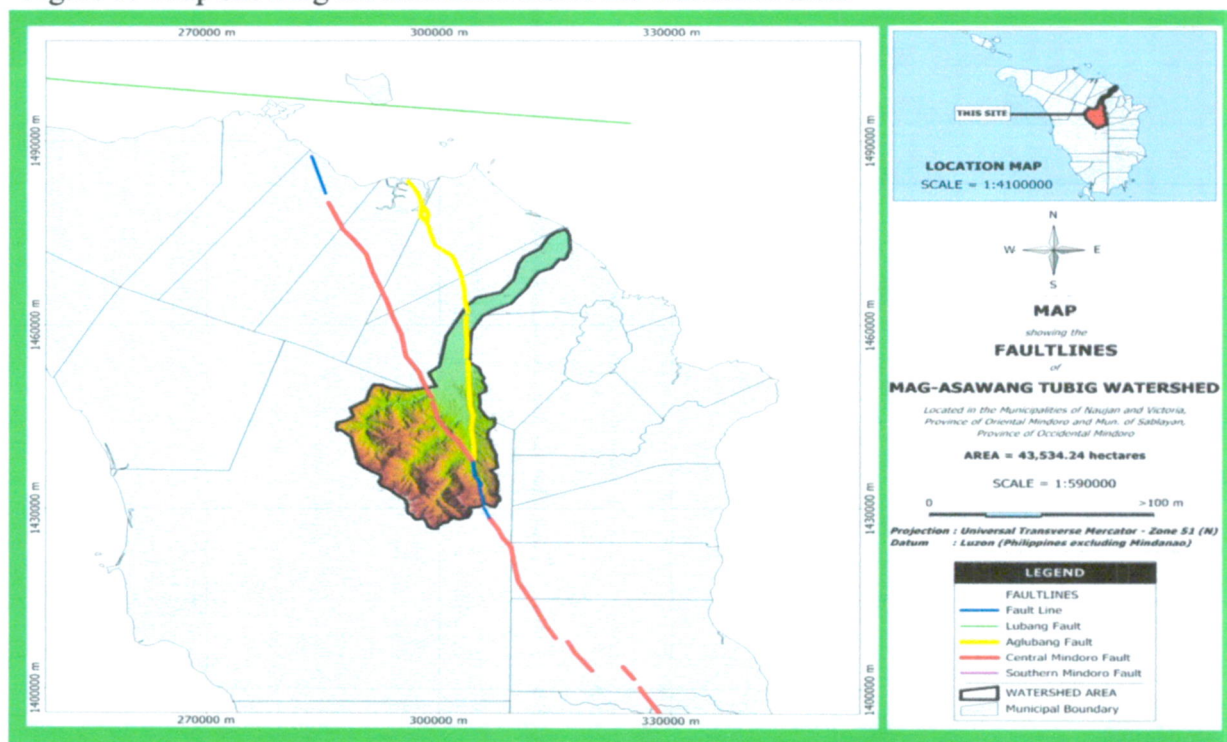 270000 m 300000 m 330000 m
1490000 m 1490000 m
1460000 m 1460000 m
1430000 m 1430000 m
1400000 m 1400000 m
270000 m 300000 m 330000 m
THIS SITE
LOCATION MAP
SCALE = 1:4100000
N
W E
S
MAP
showing the
FAULTLINES
of
MAG-ASAWANG TUBIG WATERSHED
Located in the Municipalities of Naujan and Victoria,
Province of Oriental Mindoro and Mun. of Sablayan,
Province of Occidental Mindoro
AREA = 43,534.24 hectares
SCALE = 1:590000
0 >100 m
Projection : Universal Transverse Mercator - Zone 51 (N)
Datum : Luzon (Philippines excluding Mindanao)
LEGEND
FAULTLINES
Fault Line
Lubang Fault
Aglubang Fault
Central Mindoro Fault
Southern Mindoro Fault
WATERSHED AREA
Municipal Boundary